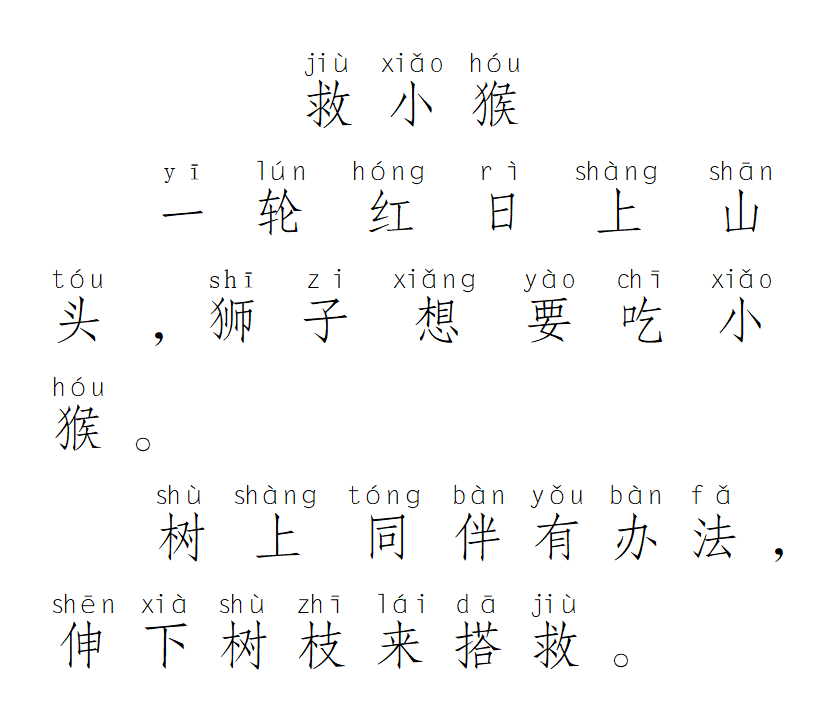 jiù xiǎo hóu
救 小 猴
yī lún hóng rì shàng shān
一 轮 红 日 上 山
tóu shī zi xiǎng yào chī xiǎo
头 ，狮 子 想 要 吃 小
hóu
猴 。
shù shàng tóng bàn yǒu bàn fǎ
树 上 同 伴 有 办 法 ，
shēn xià shù zhī lái dā jiù
伸 下 树 枝 来 搭 救 。